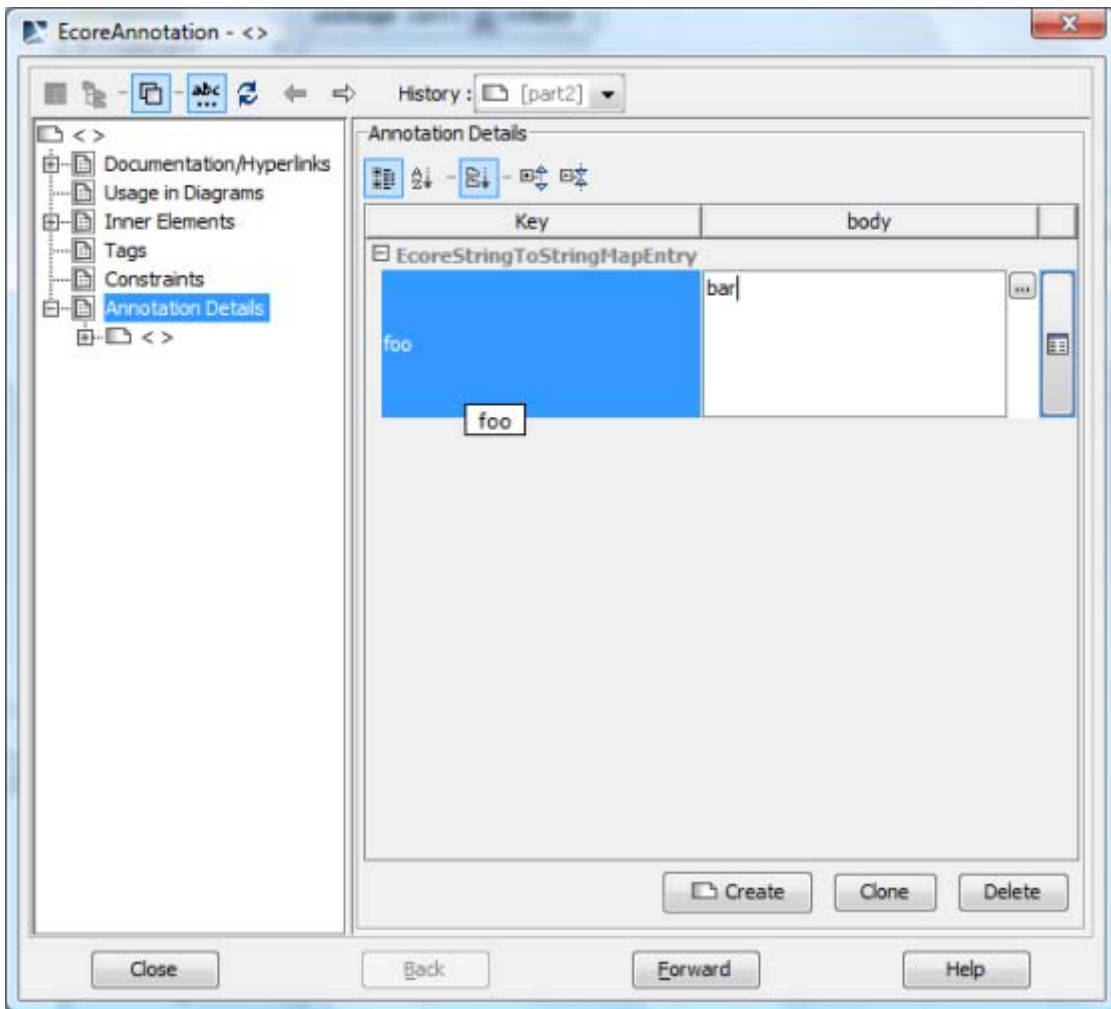 EcoreAnnotation - <>
abc
History : [part2]
< >
Documentation/Hyperlinks
Usage in Diagrams
Inner Elements
Tags
Constraints
Annotation Details
< >
Annotation Details
Key body
EcoreStringToStringMapEntry
foo bar ...
foo
Create Clone Delete
Close Back Forward Help